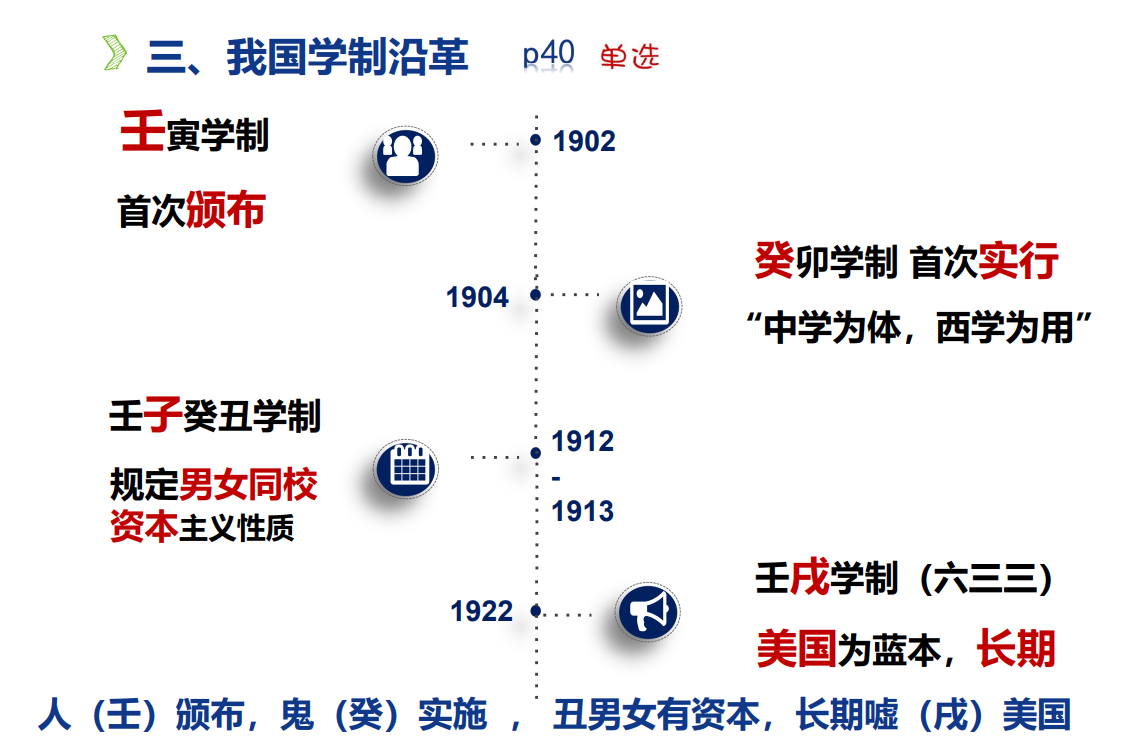 三、我国学制沿革 p40 单选
壬寅学制
1902
首次颁布
癸卯学制 首次实行
1904
“中学为体，西学为用”
壬子癸丑学制
1912
-
1913
规定男女同校
资本主义性质
1922
壬戌学制（六三三）
美国为蓝本，长期
人（壬）颁布，鬼（癸）实施 ， 丑男女有资本，长期嘘（戌）美国